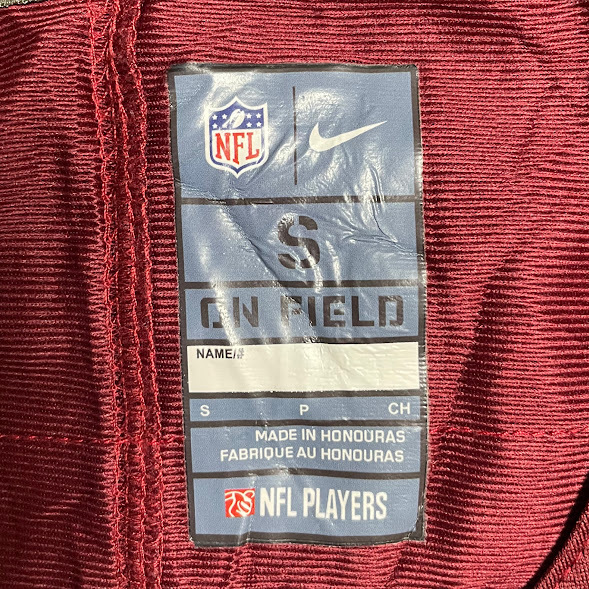 NFL
S
ON FIELD
NAME/#
S P CH
MADE IN HONOURAS
FABRIQUE AU HONOURAS
NFL PLAYERS